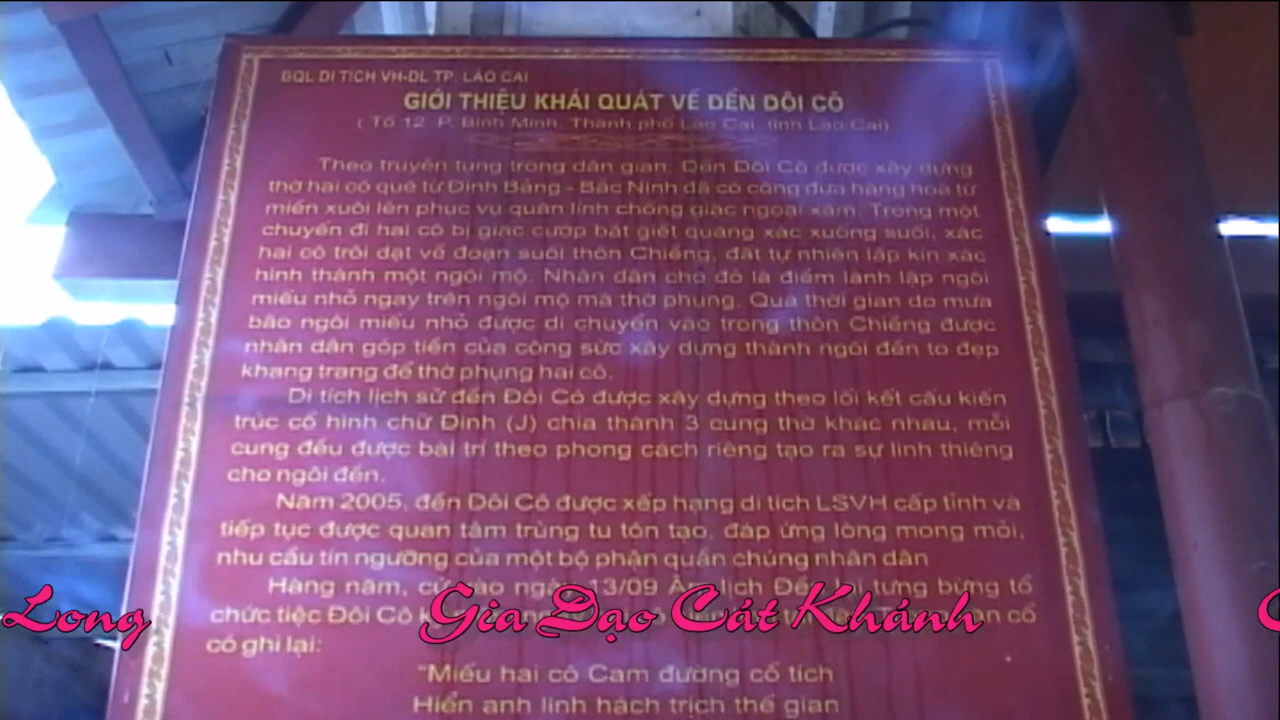 BQL DI TÍCH VH-DL TP. LÀO CAI
GIỚI THIỆU KHÁI QUÁT VỀ ĐỀN ĐÔI CÔ
( Tổ 12, P. Bình Minh, Thành phố Lào Cai, tỉnh Lào Cai)
Theo truyền tụng trong dân gian, Đền Đôi Cô được xây dựng
thờ hai cô quê từ Đình Bảng - Bắc Ninh đã có công đưa hàng hoá từ
miền xuôi lên phục vụ quân lính chống giặc ngoại xâm. Trong một
chuyến đi hai cô bị giặc cướp bắt giết quăng xác xuống suối, xác
hai cô trôi dạt về đoạn suối thôn Chiềng, đất tự nhiên lấp kín xác
hình thành một ngôi mộ. Nhân dân cho đó là điềm lành lập ngôi
miếu nhỏ ngay trên ngôi mộ mà thờ phụng. Qua thời gian do mưa
bão ngôi miếu nhỏ được di chuyển vào trong thôn Chiềng được
nhân dân góp tiền của công sức xây dựng thành ngôi đền to đẹp
khang trang để thờ phụng hai cô.
Di tích lịch sử đền Đôi Cô được xây dựng theo lối kết cấu kiến
trúc cổ hình chữ Đinh (J) chia thành 3 cung thờ khác nhau, mỗi
cung đều được bài trí theo phong cách riêng tạo ra sự linh thiêng
cho ngôi đền.
Năm 2005, đền Đôi Cô được xếp hạng di tích LSVH cấp tỉnh và
tiếp tục được quan tâm trùng tu tôn tạo, đáp ứng lòng mong mỏi,
nhu cầu tín ngưỡng của một bộ phận quần chúng nhân dân
Hàng năm, cứ vào ngày 13/09 Âm lịch Đền lại tưng bừng tổ
chức tiệc Đôi Cô
Long Gia Đạo Cát Khánh
có ghi lại:
"Miếu hai cô Cam đường cố tích
Hiển anh linh hách trịch thế gian